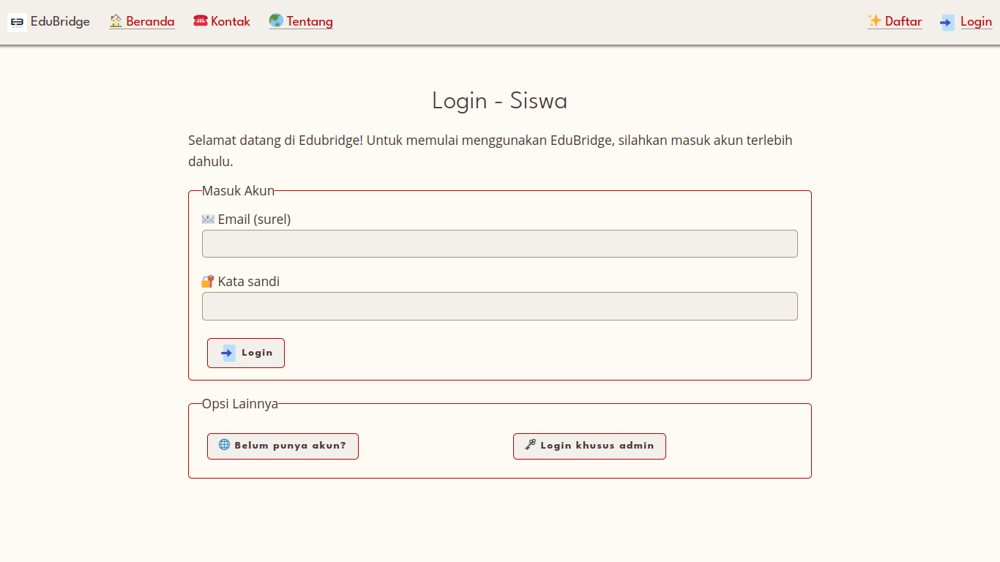 EB EduBridge Beranda Kontak Tentang Daftar Login
Login - Siswa
Selamat datang di Edubridge! Untuk memulai menggunakan EduBridge, silahkan masuk akun terlebih
dahulu.
Masuk Akun
Email (surel)
Kata sandi
Login
Opsi Lainnya
Belum punya akun? Login khusus admin